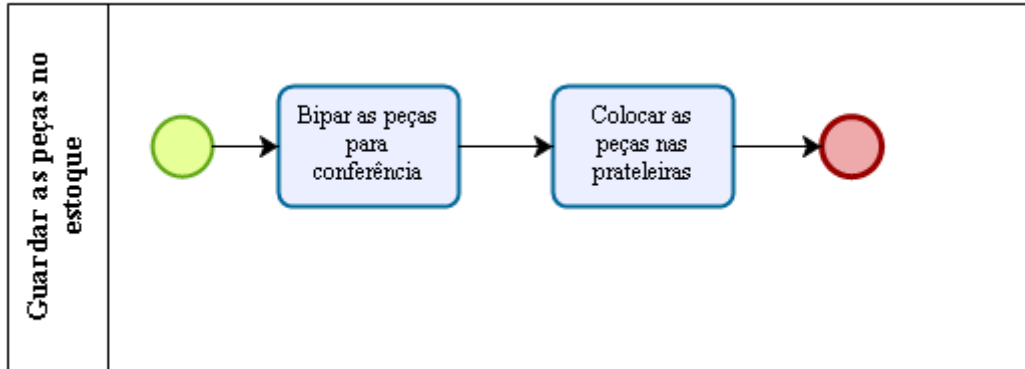 Guardar as peças no
estoque
Bipar as peças
para
conferência
Colocar as
peças nas
prateleiras